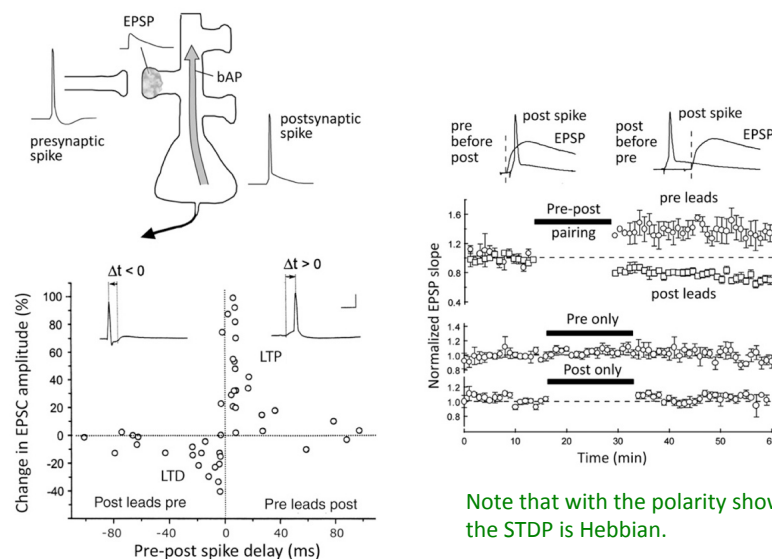 EPSP
bAP
presynaptic
spike
postsynaptic
spike
Δt < 0
Δt > 0
Change in EPSC amplitude (%)
100
80
60
40
20
0
-20
-40
LTP
LTD
Post leads pre
Pre leads post
-80
-40
0
40
80
Pre-post spike delay (ms)
pre
before
post
post spike
EPSP
post
before
pre
post spike
EPSP
Normalized EPSP slope
1.6
1.2
0.8
0.4
Pre-post
pairing
pre leads
post leads
1.4
1.2
1.0
0.8
Pre only
1.2
1.0
0.8
Post only
0
10
20
30
40
50
Time (min)
Note that with the polarity
the STDP is Hebbian.